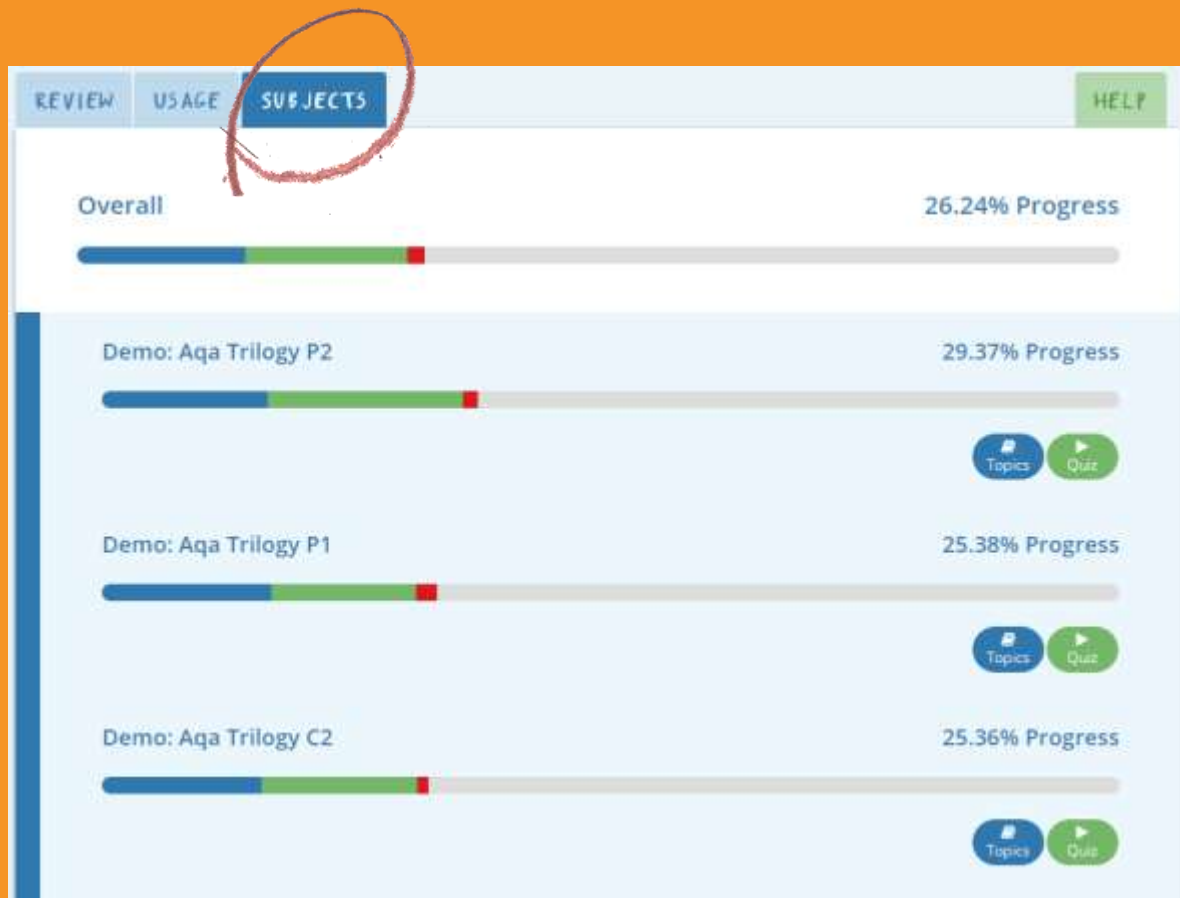 REVIEW USAGE SUBJECTS HELP
Overall 26.24% Progress
Demo: Aqa Trilogy P2 29.37% Progress
Topics Quiz
Demo: Aqa Trilogy P1 25.38% Progress
Topics Quiz
Demo: Aqa Trilogy C2 25.36% Progress
Topics Quiz